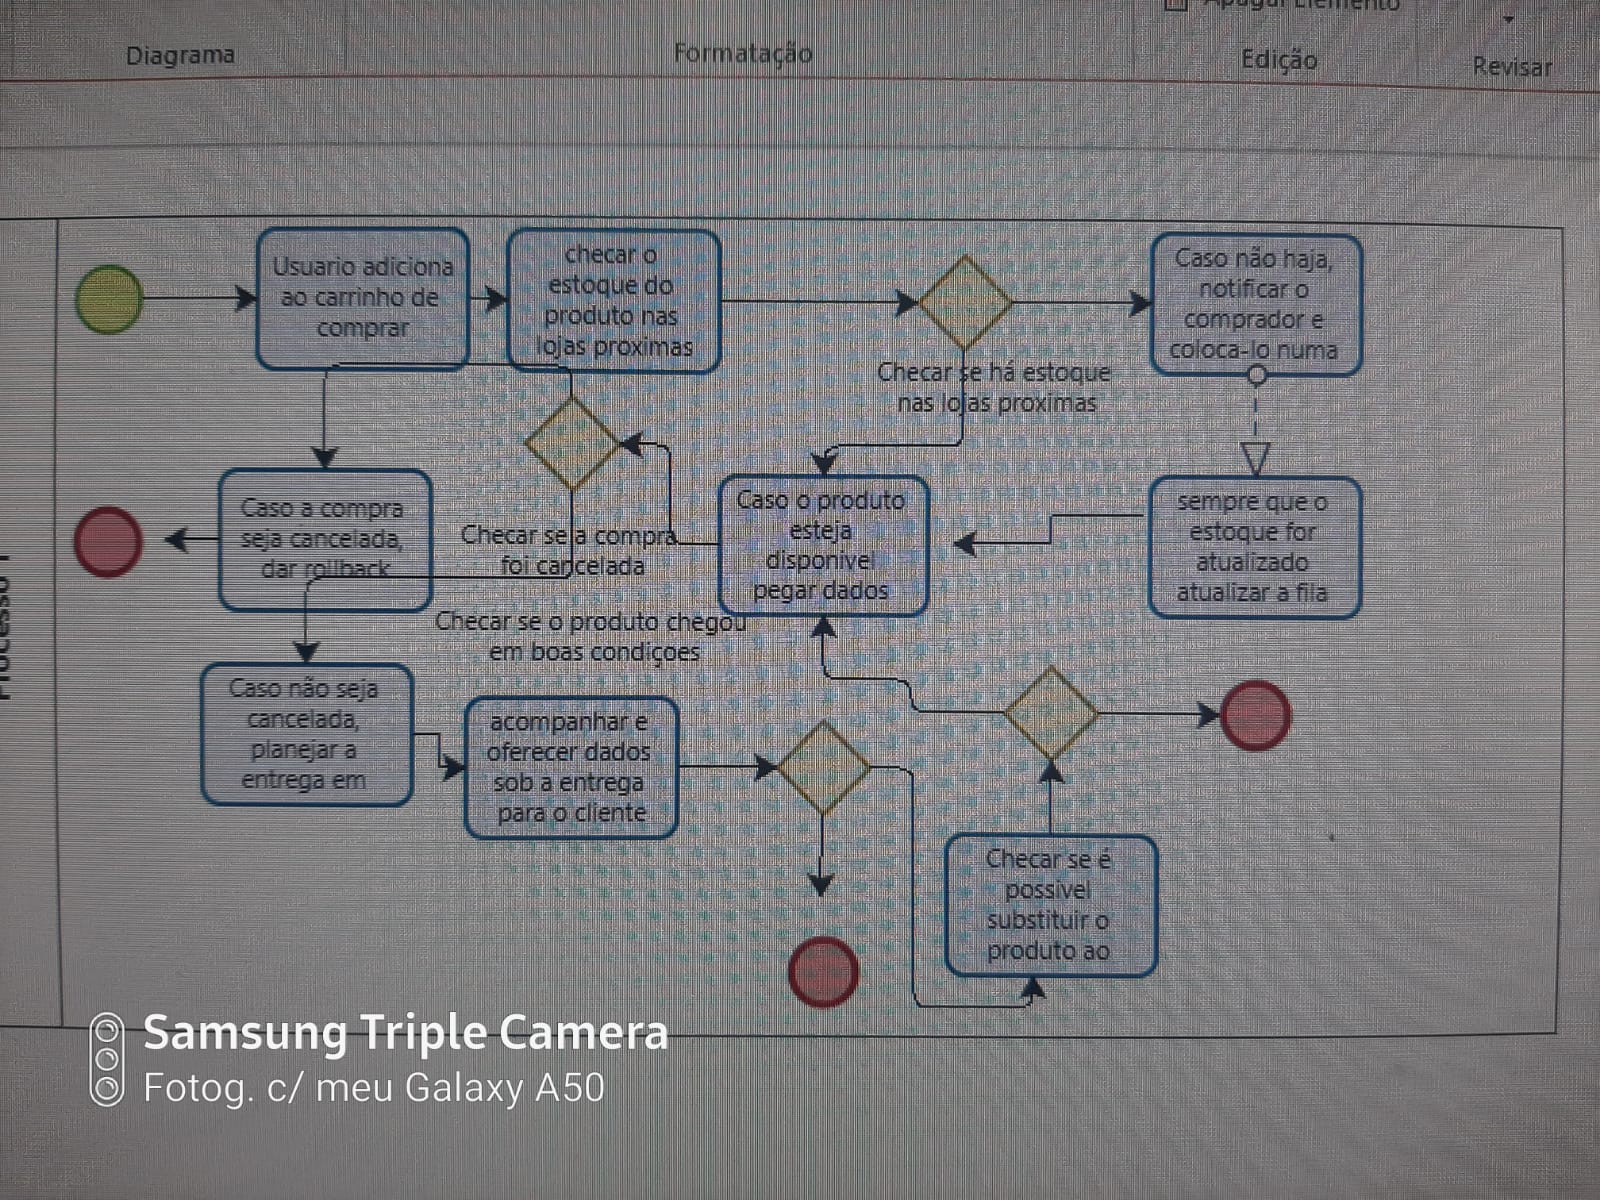 Diagrama
Formatação
Edição
Revisar
Usuario adiciona
ao carrinho de
comprar
checar o
estoque do
produto nas
lojas proximas
Caso não haja,
notificar o
comprador e
coloca-lo numa
Checar se há estoque
nas lojas proximas
Caso a compra
seja cancelada,
dar rollback
Checar se a compra
foi cancelada
Caso o produto
esteja
disponivel
pegar dados
sempre que o
estoque for
atualizado
atualizar a fila
Checar se o produto chegou
em boas condiçoes
Caso não seja
cancelada,
planejar a
entrega em
acompanhar e
oferecer dados
sob a entrega
para o cliente
Checar se é
possivel
substituir o
produto ao
Samsung Triple Camera
Fotog. c/ meu Galaxy A50